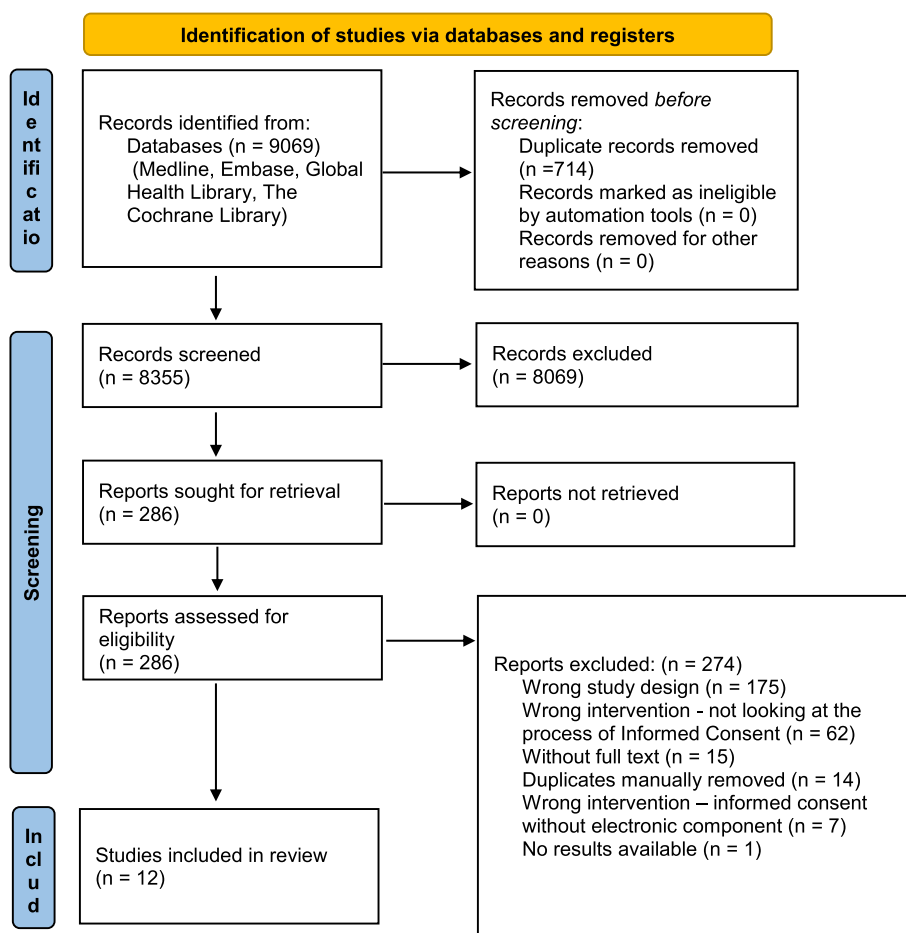 Identification of studies via databases and registers
Id
e
nt
ifi
c
at
io
Records identified from:
Databases (n = 9069)
(Medline, Embase, Global
Health Library, The
Cochrane Library)
Records removed before
screening:
Duplicate records removed
(n =714)
Records marked as ineligible
by automation tools (n = 0)
Records removed for other
reasons (n = 0)
Screening
Records screened
(n = 8355)
Records excluded
(n = 8069)
Reports sought for retrieval
(n = 286)
Reports not retrieved
(n = 0)
Reports assessed for
eligibility
(n = 286)
Reports excluded: (n = 274)
Wrong study design (n = 175)
Wrong intervention - not looking at the
process of Informed Consent (n = 62)
Without full text (n = 15)
Duplicates manually removed (n = 14)
Wrong intervention – informed consent
without electronic component (n = 7)
No results available (n = 1)
In
cl
u
d
Studies included in review
(n = 12)